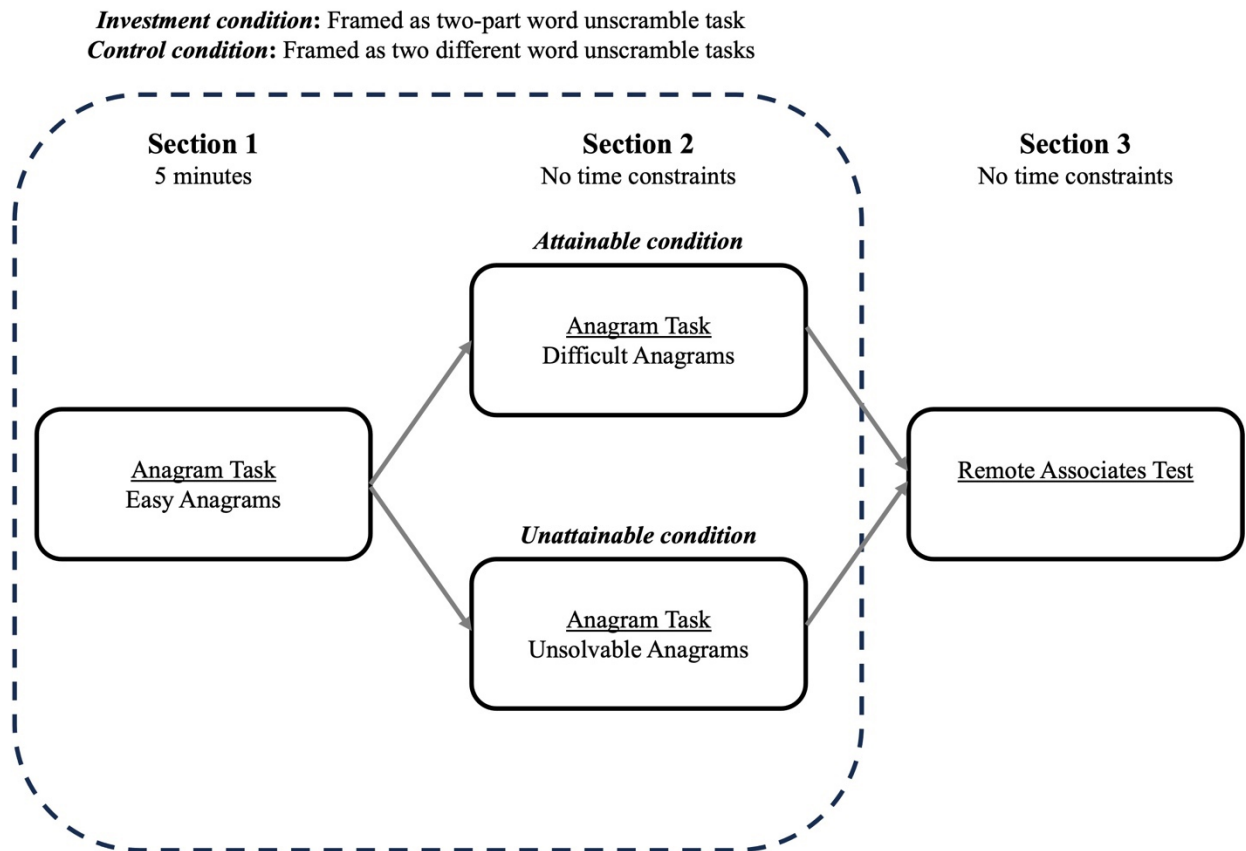 Investment condition: Framed as two-part word unscramble task
Control condition: Framed as two different word unscramble tasks
Section 1
5 minutes
Section 2
No time constraints
Section 3
No time constraints
Attainable condition
Anagram Task
Difficult Anagrams
Anagram Task
Easy Anagrams
Remote Associates Test
Unattainable condition
Anagram Task
Unsolvable Anagrams